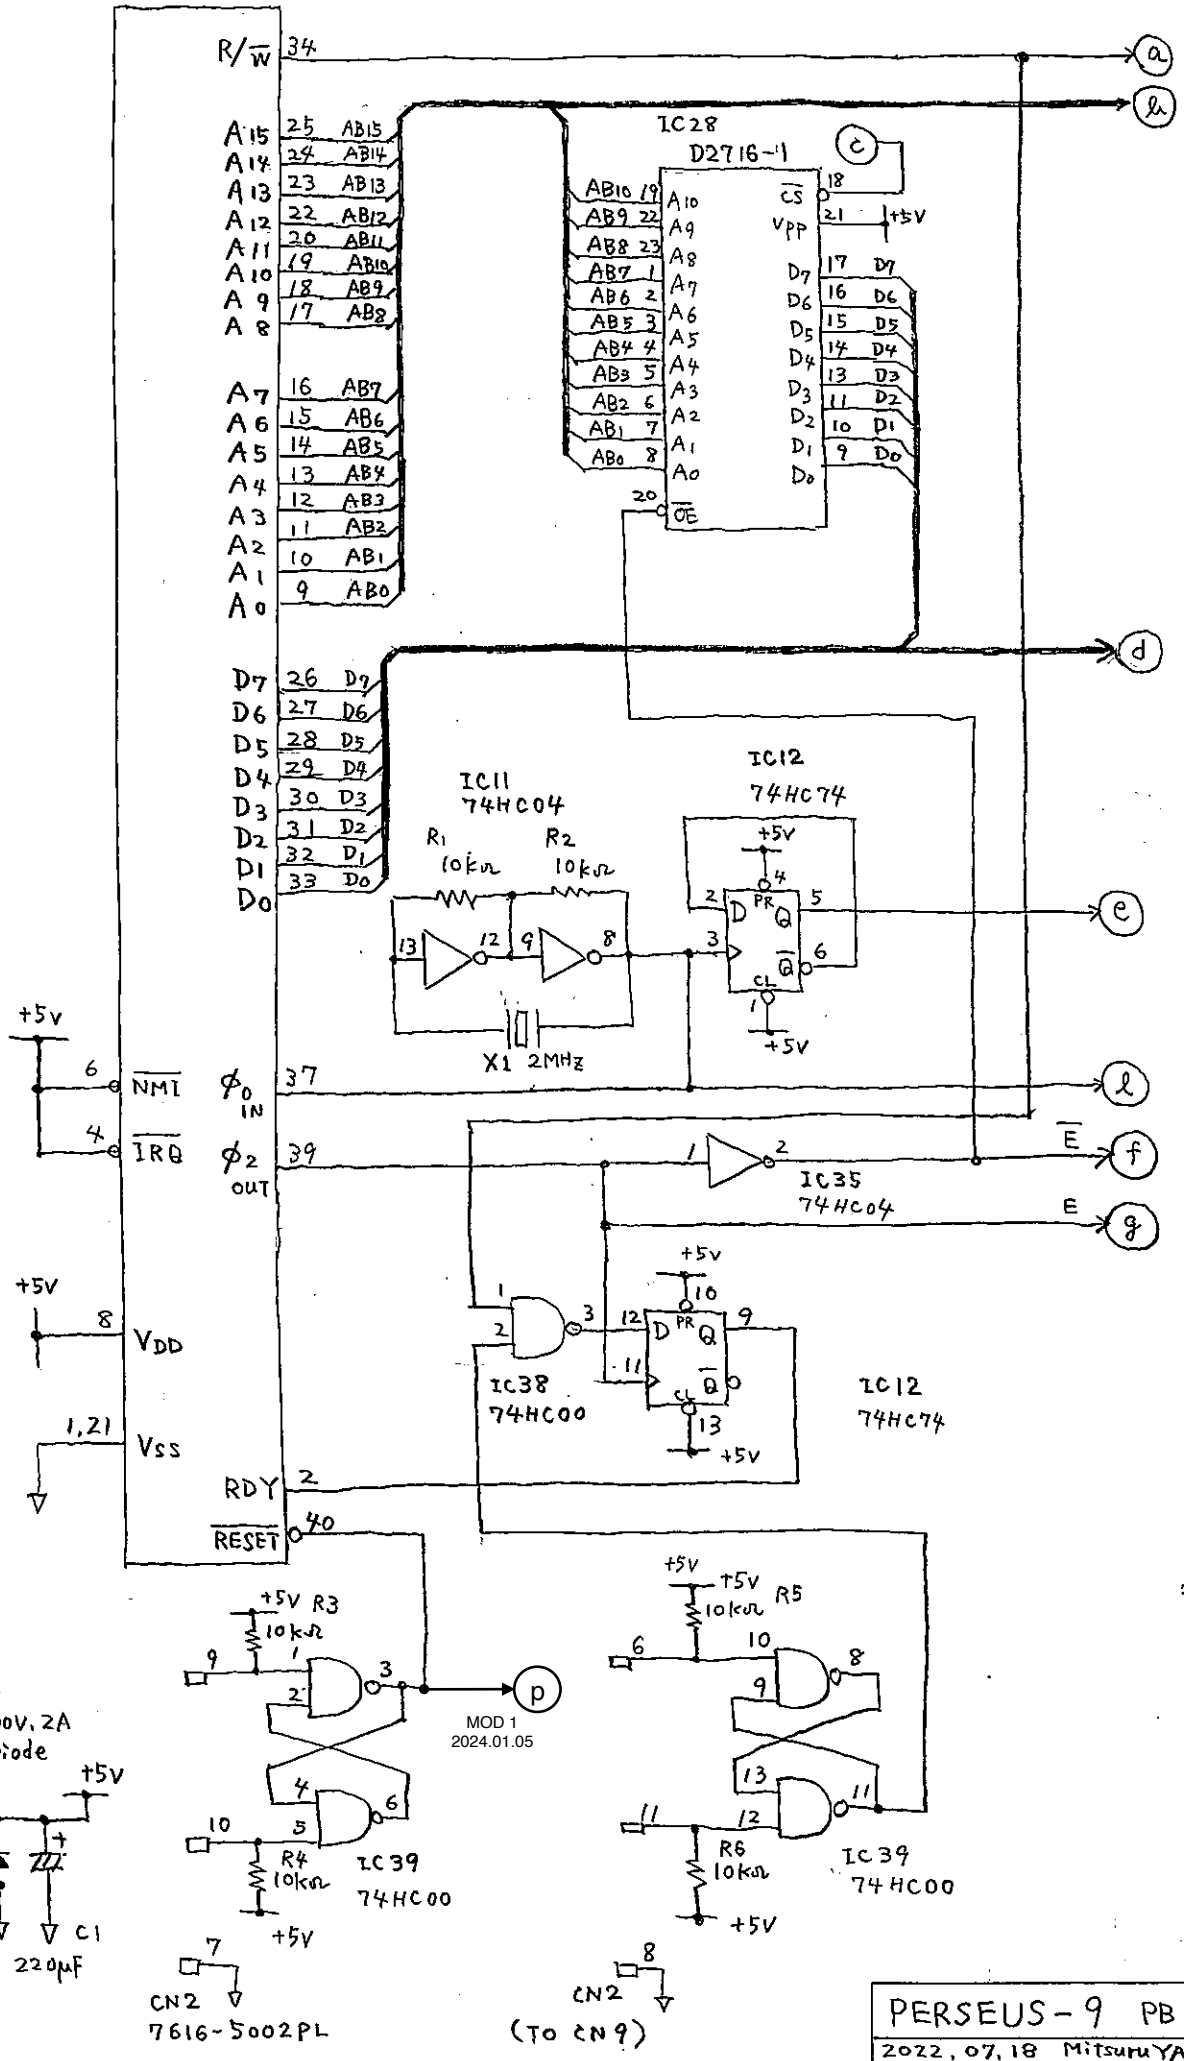 R/W 34
a
b
A15 25 AB15
A14 24 AB14
A13 23 AB13
A12 22 AB12
A11 20 AB11
A10 19 AB10
A9 18 AB9
A8 17 AB8
A7 16 AB7
A6 15 AB6
A5 14 AB5
A4 13 AB4
A3 12 AB3
A2 11 AB2
A1 10 AB1
A0 9 AB0
IC28
D2716-1
c
AB10 19 A10
AB9 22 A9
AB8 23 A8
AB7 1 A7
AB6 2 A6
AB5 3 A5
AB4 4 A4
AB3 5 A3
AB2 6 A2
AB1 7 A1
AB0 8 A0
20 OE
CS 18
VPP 21 +5V
D7 17 D7
D6 16 D6
D5 15 D5
D4 14 D4
D3 13 D3
D2 11 D2
D1 10 D1
D0 9 D0
d
D7 26 D7
D6 27 D6
D5 28 D5
D4 29 D4
D3 30 D3
D2 31 D2
D1 32 D1
D0 33 D0
IC11
74HC04
R1
10kΩ
R2
10kΩ
13 12 9 8
X1 2MHz
IC12
74HC74
+5V
4
2 D PR Q 5
3 Q 6
CL
1
+5V
e
+5V
6 NMI
4 IRQ
φ0 IN 37
l
φ2 OUT 39
1 2
IC35
74HC04
E f
E g
+5V
8 VDD
1,21 VSS
1
2
3
IC38
74HC00
+5V
10
12 D PR Q 9
11 Q
CL
13
+5V
IC12
74HC74
RDY 2
RESET 40
+5V R3
10kΩ
9 1
2
3
p
MOD 1
2024.01.05
4
5
6
10
R4
10kΩ
+5V
IC39
74HC00
+5V
+5V R5
10kΩ
6 10
9
8
13
12
11
11
R6
10kΩ
+5V
IC39
74HC00
0V, 2A
iode
+5V
+
C1
220μF
7
CN2
7616-5002PL
8
CN2
(TO CN9)
PERSEUS-9 PB
2022,07,18 Mitsuru YA